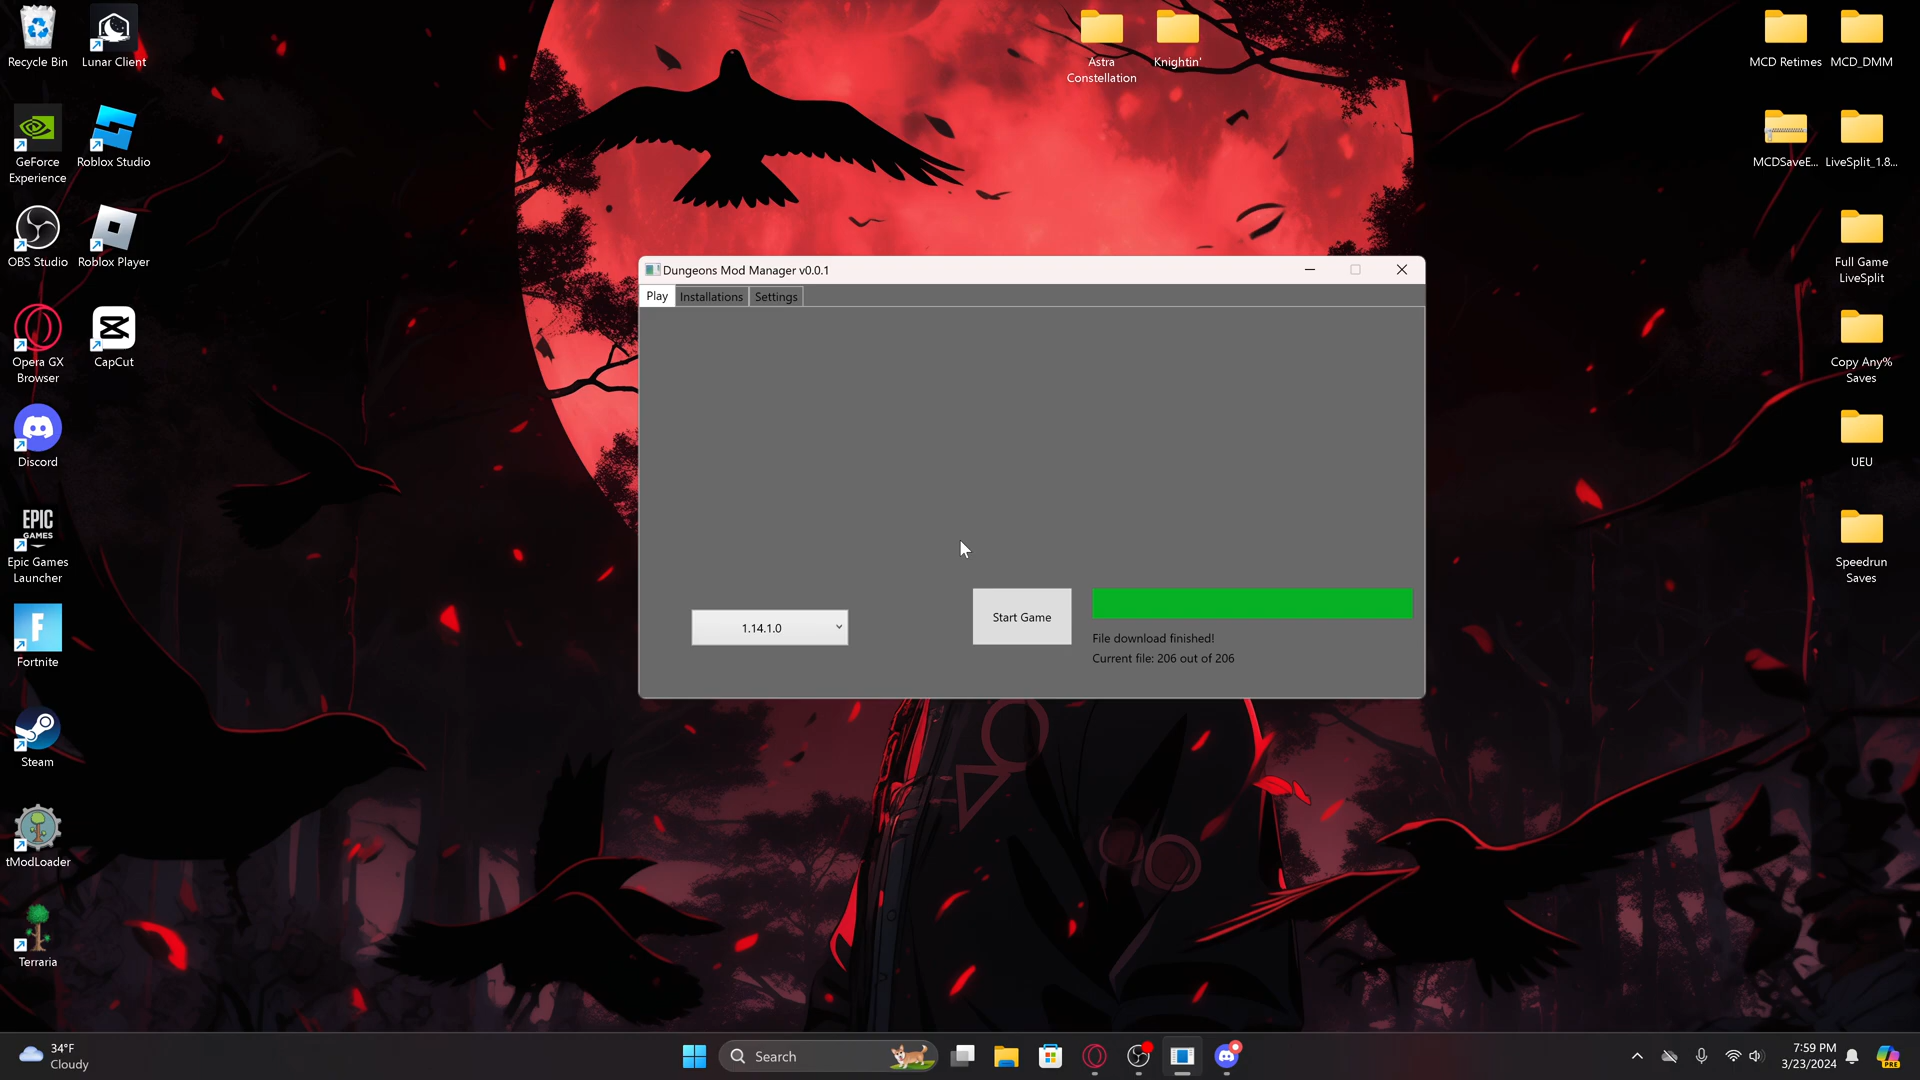 Recycle Bin
Lunar Client
GeForce
Experience
Roblox Studio
OBS Studio
Roblox Player
Opera GX
Browser
CapCut
Discord
EPIC
GAMES
Epic Games
Launcher
Fortnite
Steam
tModLoader
Terraria
Astra
Constellation
Knightin'
MCD Retimes
MCD_DMM
MCDSaveE...
LiveSplit_1.8...
Full Game
LiveSplit
Copy Any%
Saves
UEU
Speedrun
Saves
Dungeons Mod Manager v0.0.1
Play
Installations
Settings
1.14.1.0
Start Game
File download finished!
Current file: 206 out of 206
34°F
Cloudy
Search
7:59 PM
3/23/2024
PRE